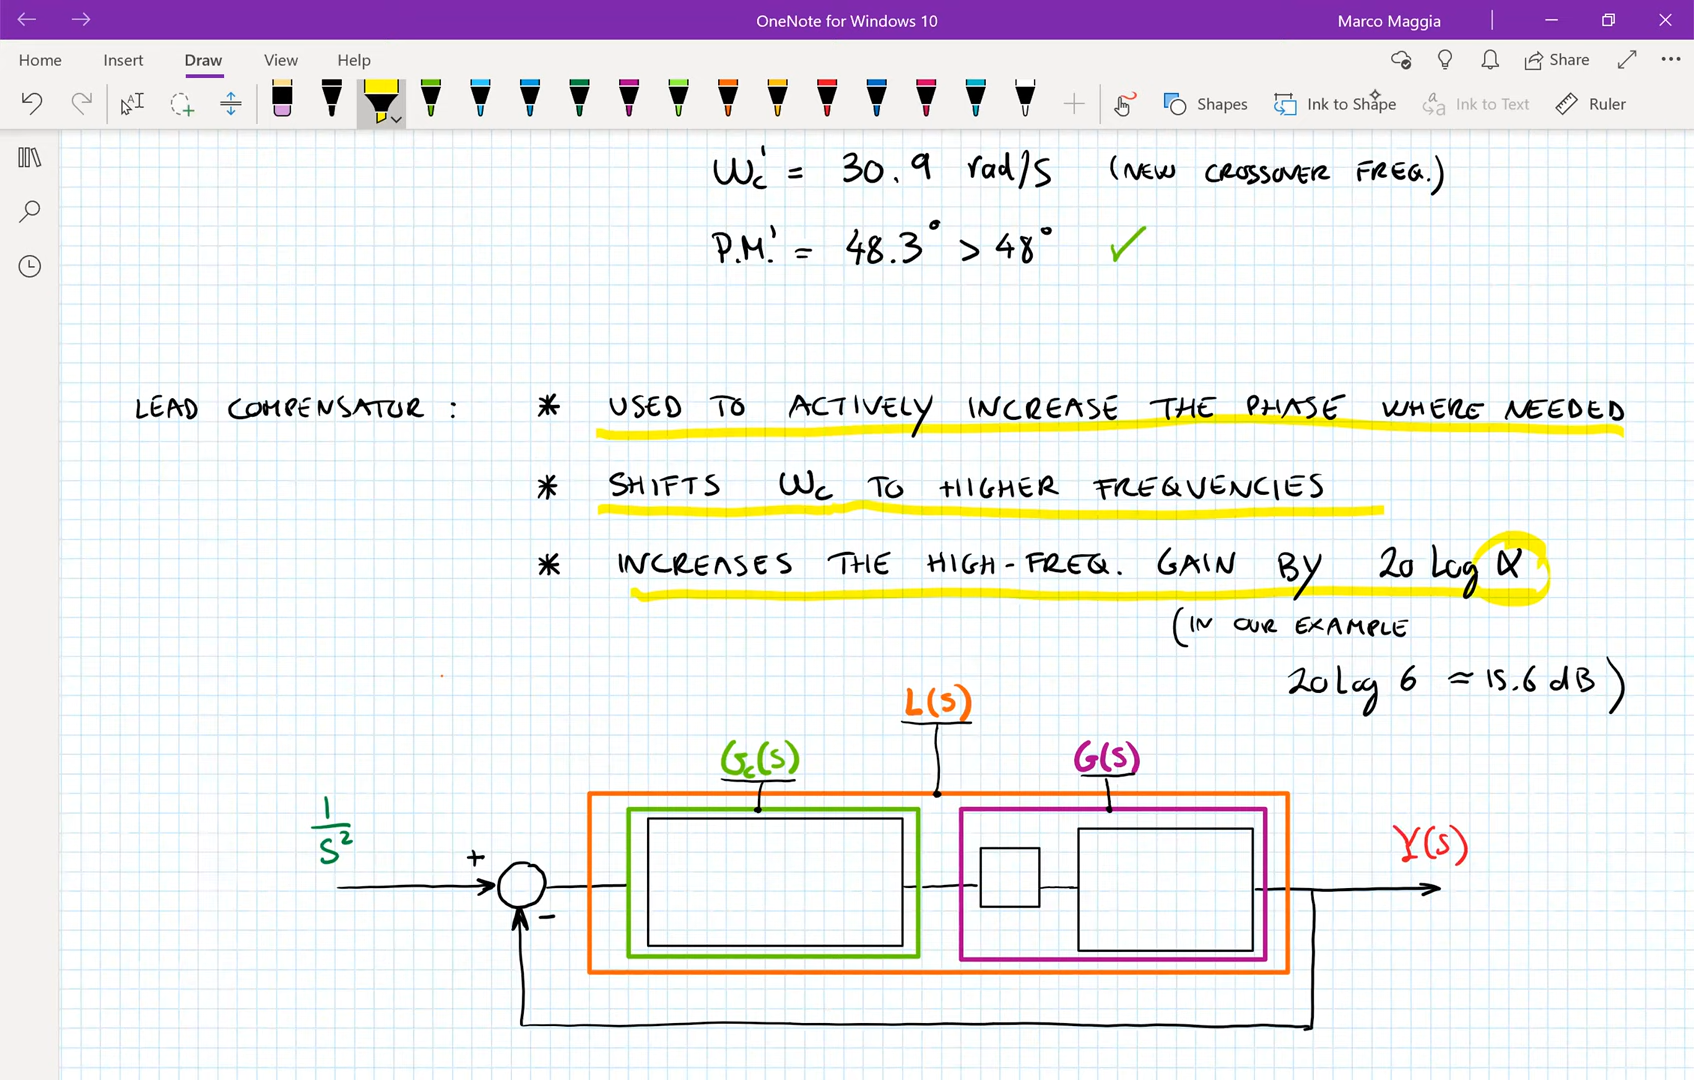 OneNote for Windows 10
Marco Maggia
Home Insert Draw View Help
Share
Shapes Ink to Shape Ink to Text Ruler
ωc' = 30.9 rad/s (NEW CROSSOVER FREQ.)
P.M.' = 48.3° > 48° ✓
LEAD COMPENSATOR : * USED TO ACTIVELY INCREASE THE PHASE WHERE NEEDED
* SHIFTS ωc TO HIGHER FREQUENCIES
* INCREASES THE HIGH-FREQ. GAIN BY 20 Log α
(IN OUR EXAMPLE
20 Log 6 ≈ 15.6 dB)
L(s)
Gc(s) G(s)
1/s² + Y(s)
-